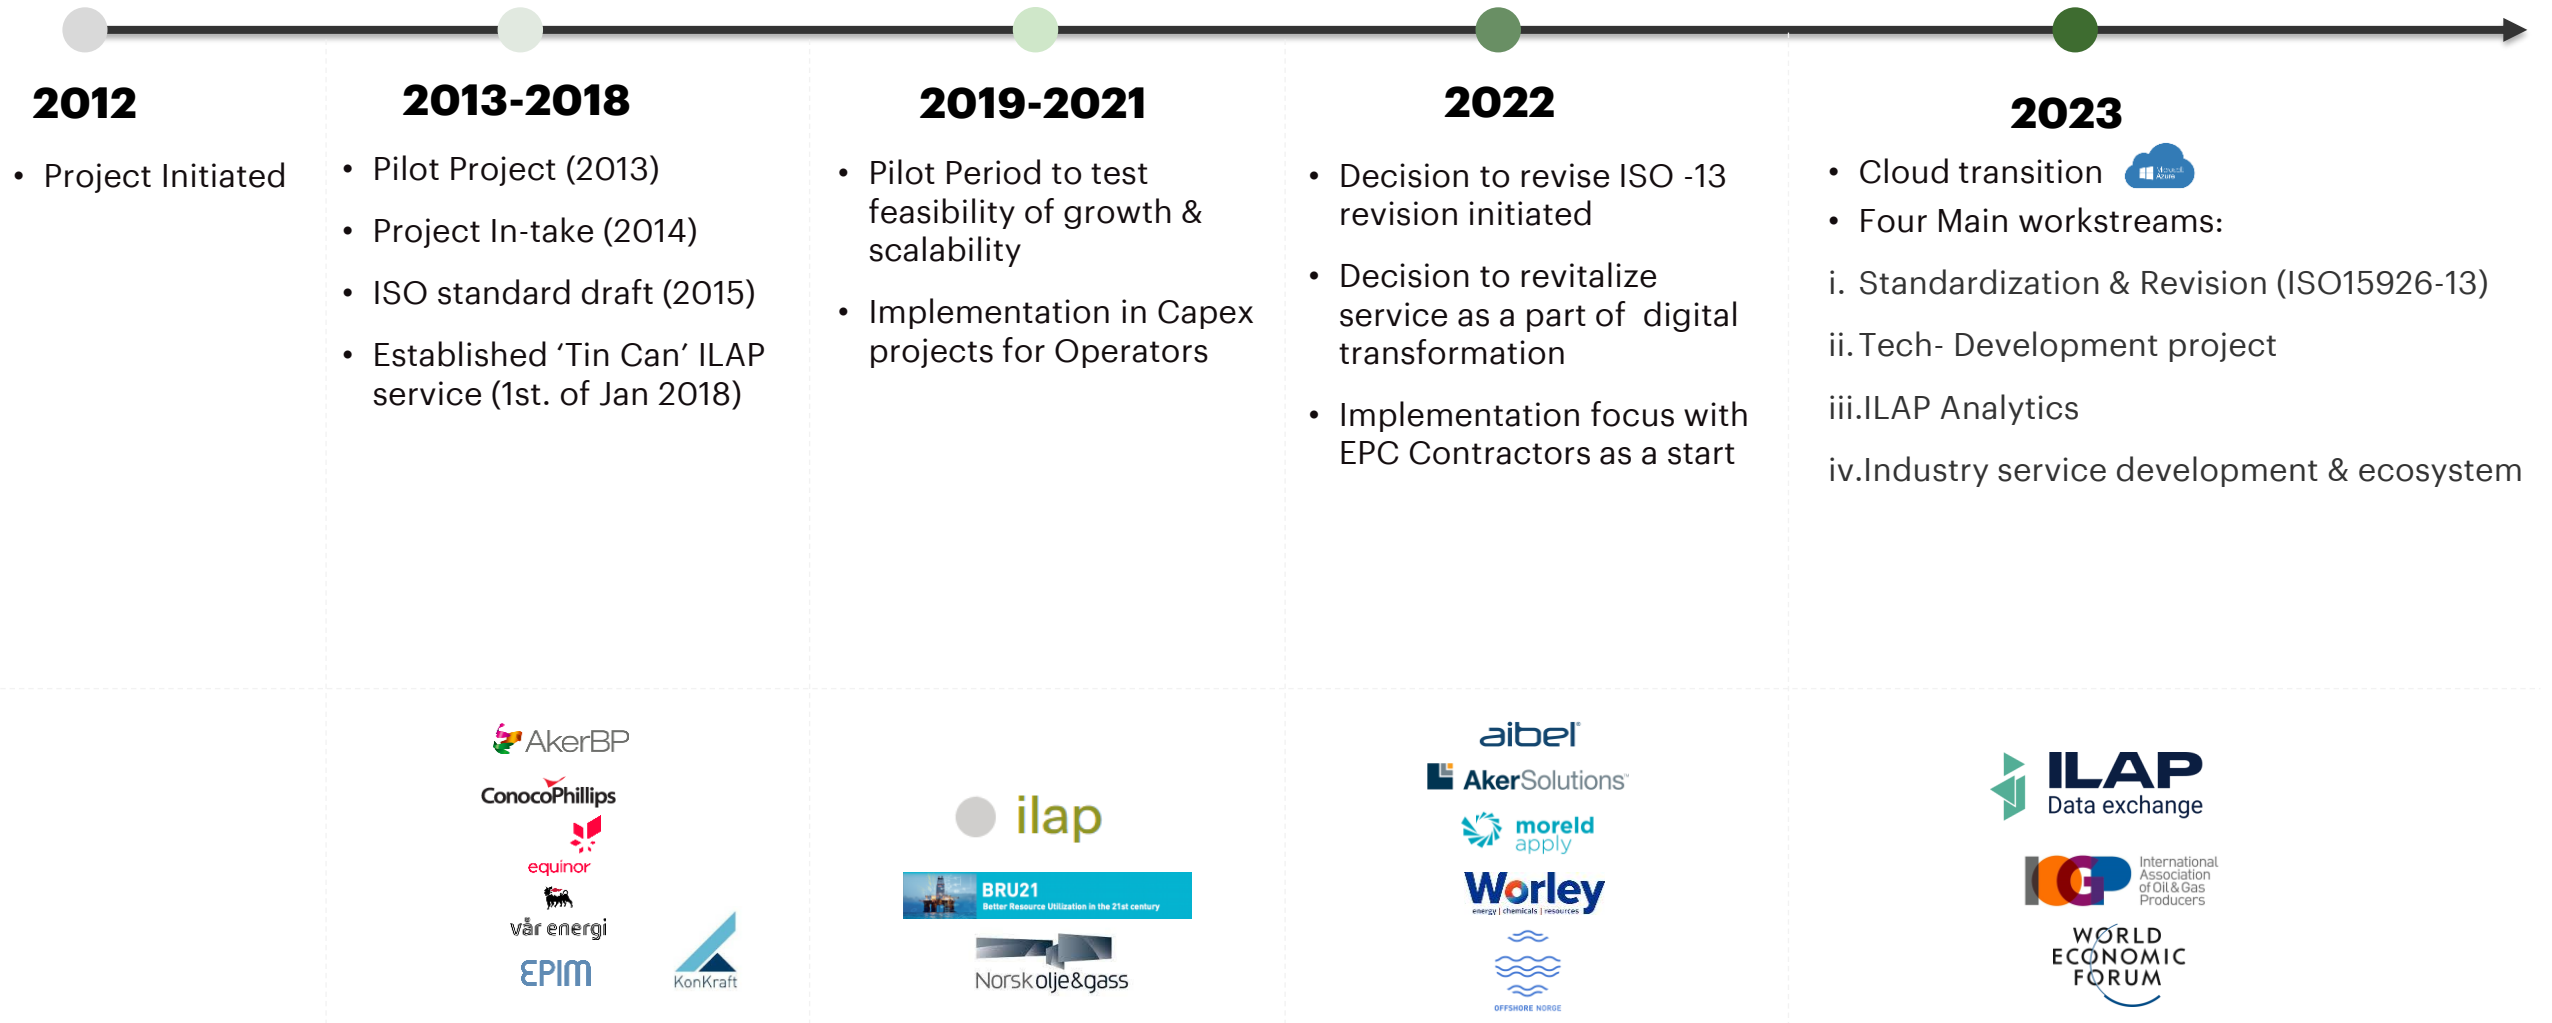 2012
• Project Initiated
2013-2018
• Pilot Project (2013)
• Project In-take (2014)
• ISO standard draft (2015)
• Established ‘Tin Can’ ILAP
service (1st. of Jan 2018)
2019-2021
• Pilot Period to test
feasibility of growth &
scalability
• Implementation in Capex
projects for Operators
2022
• Decision to revise ISO -13
revision initiated
• Decision to revitalize
service as a part of digital
transformation
• Implementation focus with
EPC Contractors as a start
2023
• Cloud transition
Microsoft
Azure
• Four Main workstreams:
i. Standardization & Revision (ISO15926-13)
ii. Tech- Development project
iii.ILAP Analytics
iv.Industry service development & ecosystem
AkerBP
ConocoPhillips
equinor
vår energi
EPIM
KonKraft
ilap
BRU21
Better Resource Utilization in the 21st century
Norsk olje&gass
aibel
AkerSolutions™
moreld
apply
Worley
energy | chemicals | resources
OFFSHORE NORGE
ILAP
Data exchange
IOGP
International
Association
of Oil & Gas
Producers
WORLD
ECONOMIC
FORUM